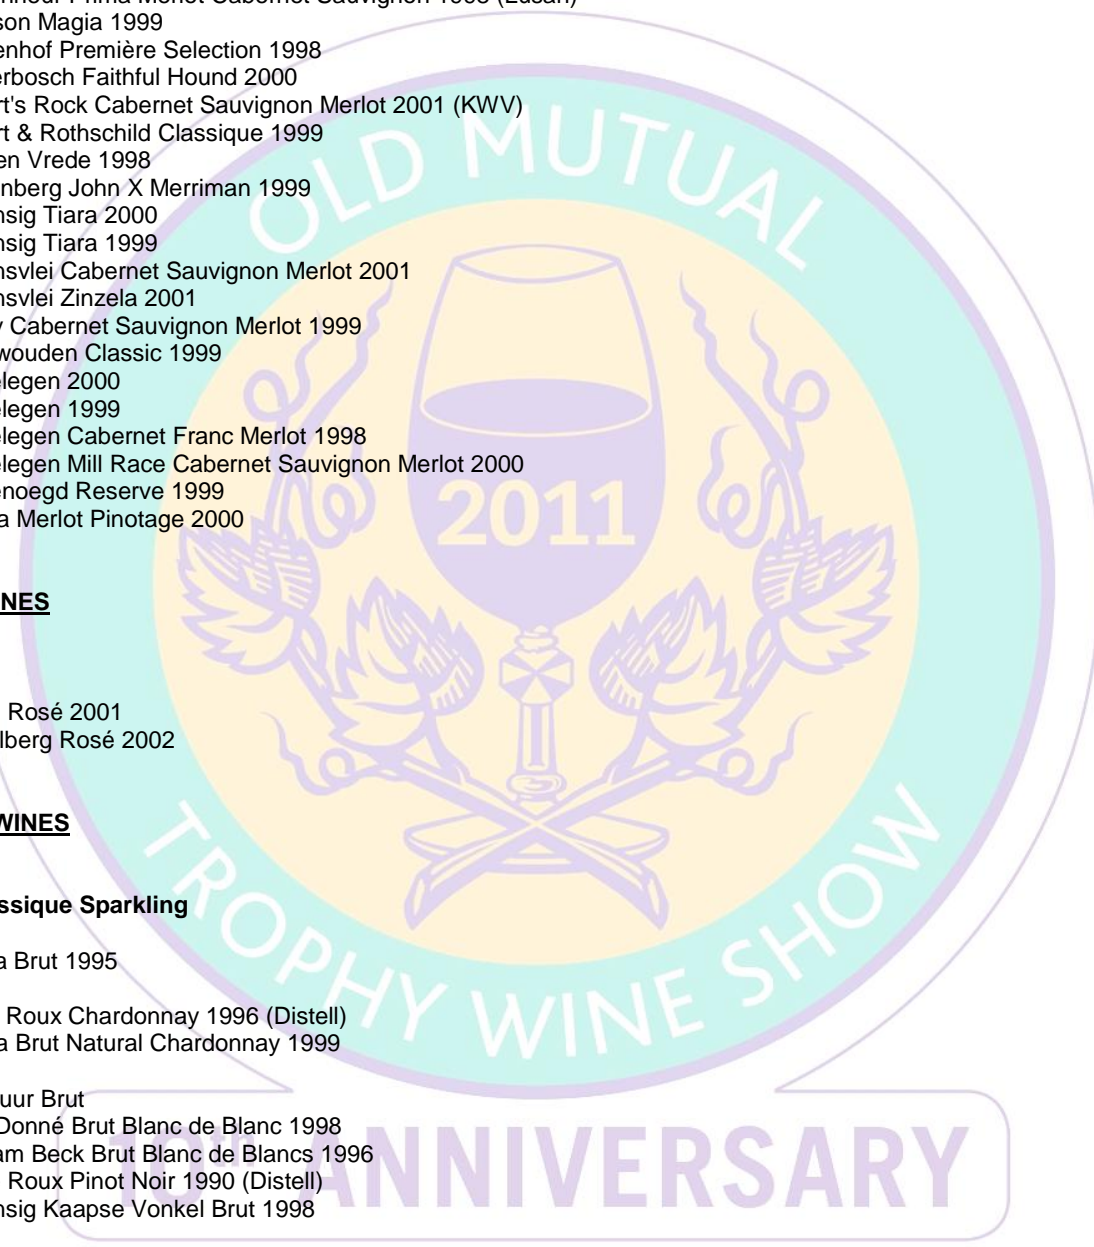 son Magia 1999
enhof Première Selection 1998
erbosch Faithful Hound 2000
rt's Rock Cabernet Sauvignon Merlot 2001 (KWV)
rt & Rothschild Classique 1999
en Vrede 1998
nberg John X Merriman 1999
nsig Tiara 2000
nsig Tiara 1999
nsvlei Cabernet Sauvignon Merlot 2001
nsvlei Zinzela 2001
Cabernet Sauvignon Merlot 1999
wouden Classic 1999
elegen 2000
elegen 1999
elegen Cabernet Franc Merlot 1998
elegen Mill Race Cabernet Sauvignon Merlot 2000
enoegd Reserve 1999
a Merlot Pinotage 2000
NES
Rosé 2001
lberg Rosé 2002
WINES
ssique Sparkling
a Brut 1995
Roux Chardonnay 1996 (Distell)
a Brut Natural Chardonnay 1999
uur Brut
Donné Brut Blanc de Blanc 1998
am Beck Brut Blanc de Blancs 1996
Roux Pinot Noir 1990 (Distell)
nsig Kaapse Vonkel Brut 1998
OLD MUTUAL
2011
TROPHY WINE SHOW
10th ANNIVERSARY